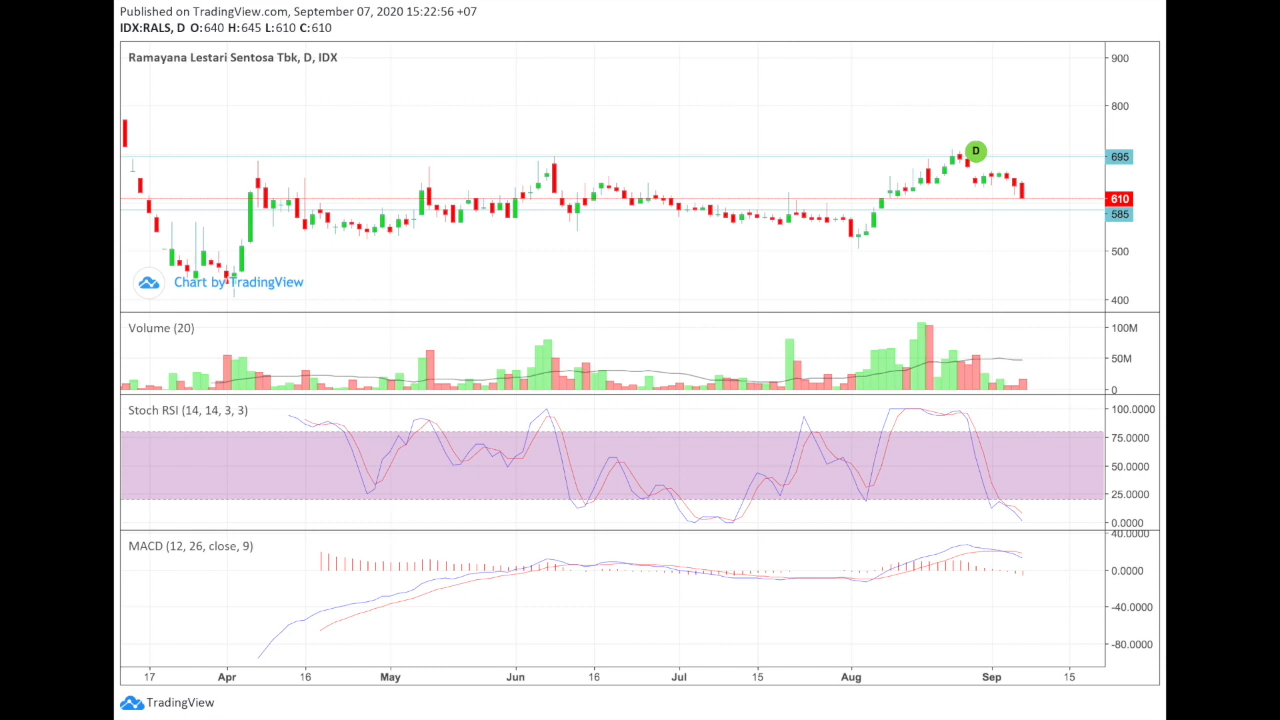 Published on TradingView.com, September 07, 2020 15:22:56 +07
IDX:RALS, D O:640 H:645 L:610 C:610
Ramayana Lestari Sentosa Tbk, D, IDX
900
800
D
695
610
585
500
400
Chart by TradingView
Volume (20)
100M
50M
0
Stoch RSI (14, 14, 3, 3)
100.0000
75.0000
50.0000
25.0000
0.0000
MACD (12, 26, close, 9)
40.0000
0.0000
-40.0000
-80.0000
17 Apr 16 May Jun 16 Jul 15 Aug Sep 15
TradingView